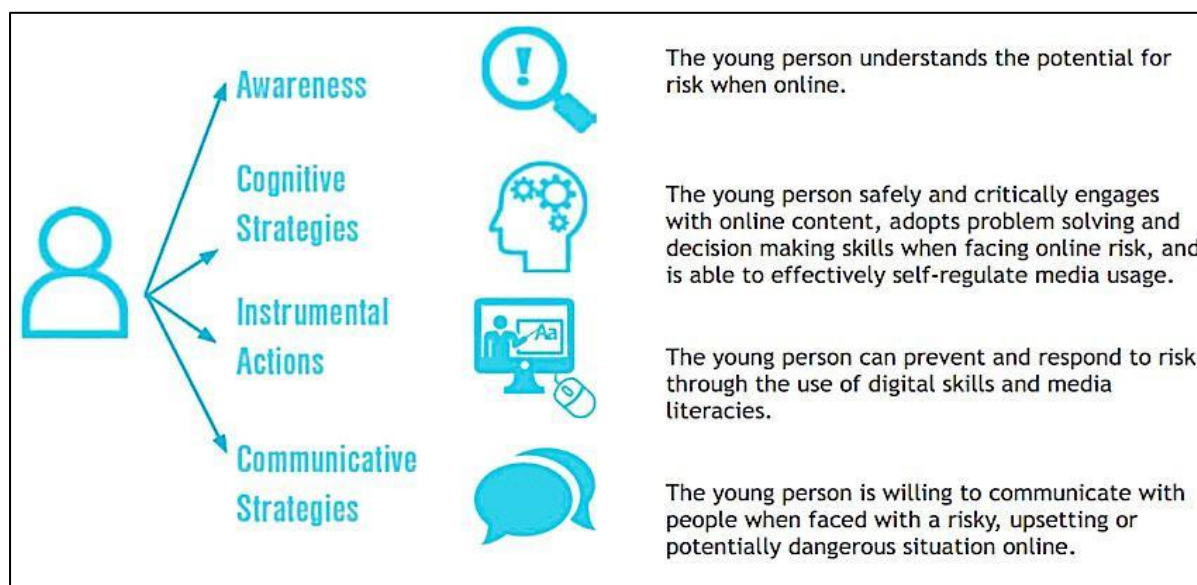 Awareness
The young person understands the potential for
risk when online.
Cognitive
Strategies
The young person safely and critically engages
with online content, adopts problem solving and
decision making skills when facing online risk, and
is able to effectively self-regulate media usage.
Instrumental
Actions
Aa
The young person can prevent and respond to risk
through the use of digital skills and media
literacies.
Communicative
Strategies
The young person is willing to communicate with
people when faced with a risky, upsetting or
potentially dangerous situation online.